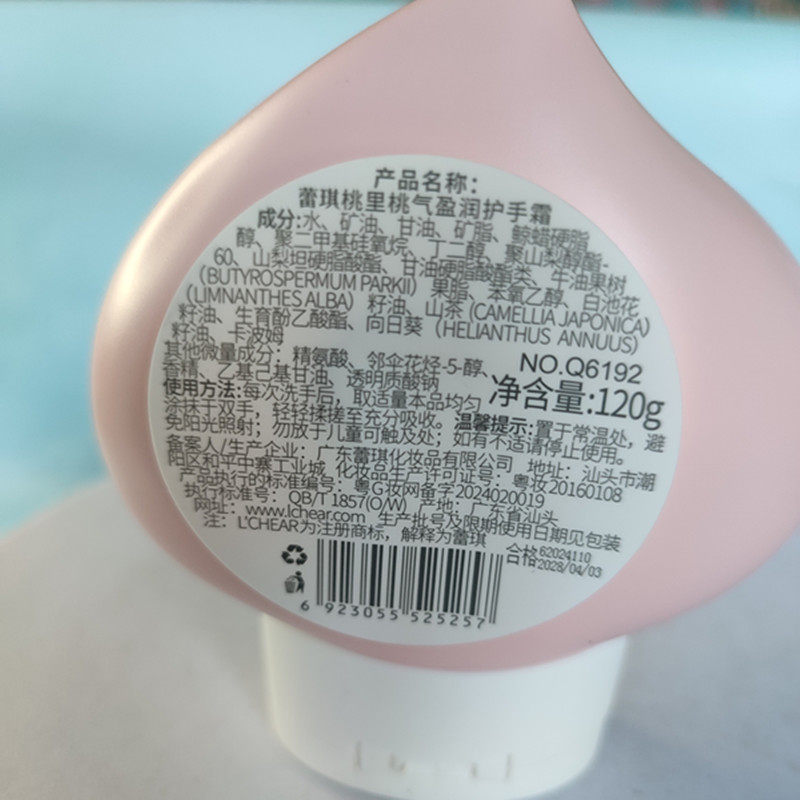 产品名称：
蕾琪桃里桃气盈润护手霜
成分:水、矿油、甘油、矿脂、鲸蜡硬脂
醇、聚二甲基硅氧烷、丁二醇、聚山梨醇酯-
60、山梨坦硬脂酸酯、甘油硬脂酸酯类、牛油果树
（BUTYROSPERMUM PARKII）果脂、苯氧乙醇、白池花
（LIMNANTHES ALBA）籽油、山茶 (CAMELLIA JAPONICA）
籽油、生育酚乙酸酯、向日葵（HELIANTHUS ANNUUS）
籽油、卡波姆
其他微量成分：精氨酸、邻伞花烃-5-醇、
香精、乙基己基甘油、透明质酸钠
NO.Q6192
净含量:120g
使用方法:每次洗手后，取适量本品均匀
涂抹于双手，轻轻揉搓至充分吸收。温馨提示:置于常温处，避
免阳光照射；勿放于儿童可触及处；如有不适请停止使用。
备案人/生产企业：广东蕾琪化妆品有限公司 地址：汕头市潮
阳区和平中寨工业城 化妆品生产许可证号：粤妆20160108
产品执行的标准编号：粤G妆网备字2024020019
执行标准号：QB/T 1857(O/W) 产地：广东省汕头
网址：www.lchear.com 生产批号及限期使用日期见包装
注：L'CHEAR为注册商标，解释为蕾琪
合格 62024110
2028/04/03
6 923055 525257